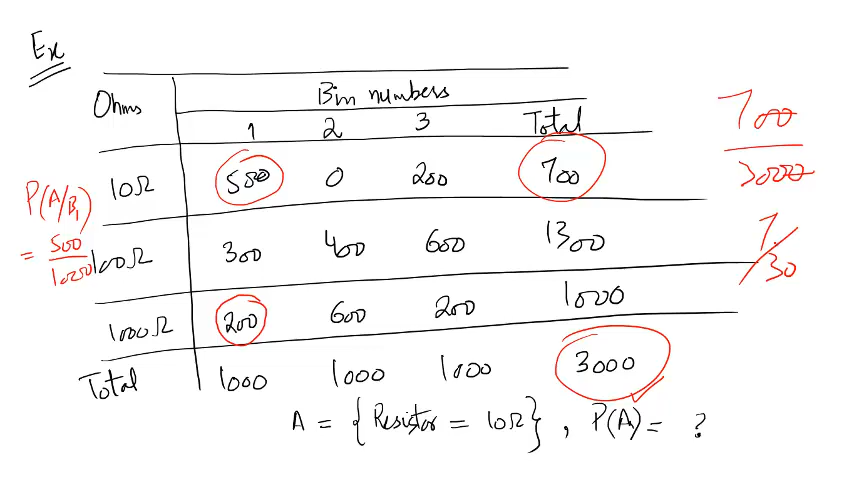 Ex
Ohms Bin numbers
1 2 3 Total
10Ω 500 0 200 700
100Ω 300 400 600 1300
1000Ω 200 600 200 1000
Total 1000 1000 1000 3000
A = {Resistor = 10Ω}, P(A) = ?
P(A/B₁)
= 500/1000
700/3000
7/30